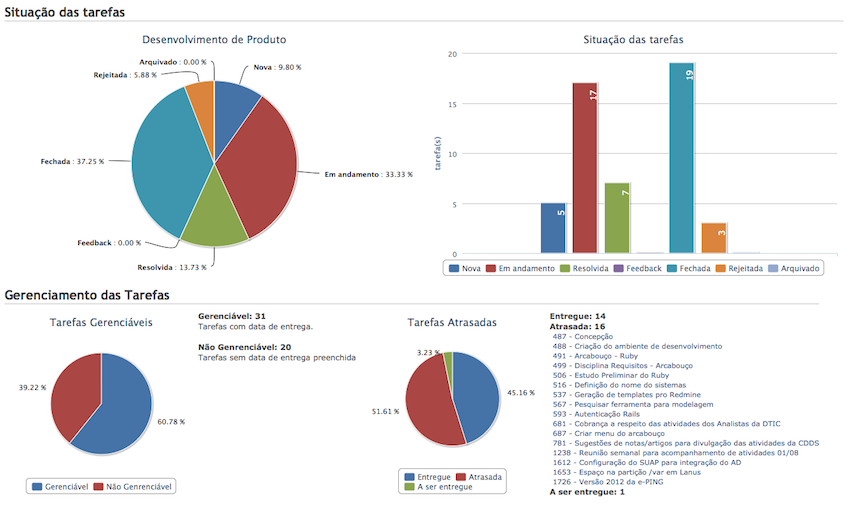 Situação das tarefas
Desenvolvimento de Produto
Arquivado : 0.00 %
Rejeitada : 5.88 %
Nova : 9.80 %
Fechada : 37.25 %
Em andamento : 33.33 %
Feedback : 0.00 %
Resolvida : 13.73 %
Situação das tarefas
tarefa(s)
20
15
10
5
0
5
17
7
19
3
Nova Em andamento Resolvida Feedback Fechada Rejeitada Arquivado
Gerenciamento das Tarefas
Tarefas Gerenciáveis
39.22 %
60.78 %
Gerenciável Não Genrenciável
Gerenciável: 31
Tarefas com data de entrega.
Não Genrenciável: 20
Tarefas sem data de entrega preenchida
Tarefas Atrasadas
3.23 %
45.16 %
51.61 %
Entregue Atrasada
A ser entregue
Entregue: 14
Atrasada: 16
487 - Concepção
488 - Criação do ambiente de desenvolvimento
491 - Arcabouço - Ruby
499 - Disciplina Requisitos - Arcabouço
506 - Estudo Preliminar do Ruby
516 - Definição do nome do sistemas
537 - Geração de templates pro Redmine
567 - Pesquisar ferramenta para modelagem
593 - Autenticação Rails
681 - Cobrança a respeito das atividades dos Analistas da DTIC
687 - Criar menu do arcabouço
781 - Sugestões de notas/artigos para divulgação das atividades da CDDS
1238 - Reunião semanal para acompanhamento de atividades 01/08
1612 - Configuração do SUAP para integração do AD
1653 - Espaço na partição /var em Lanus
1726 - Versão 2012 da e-PING
A ser entregue: 1